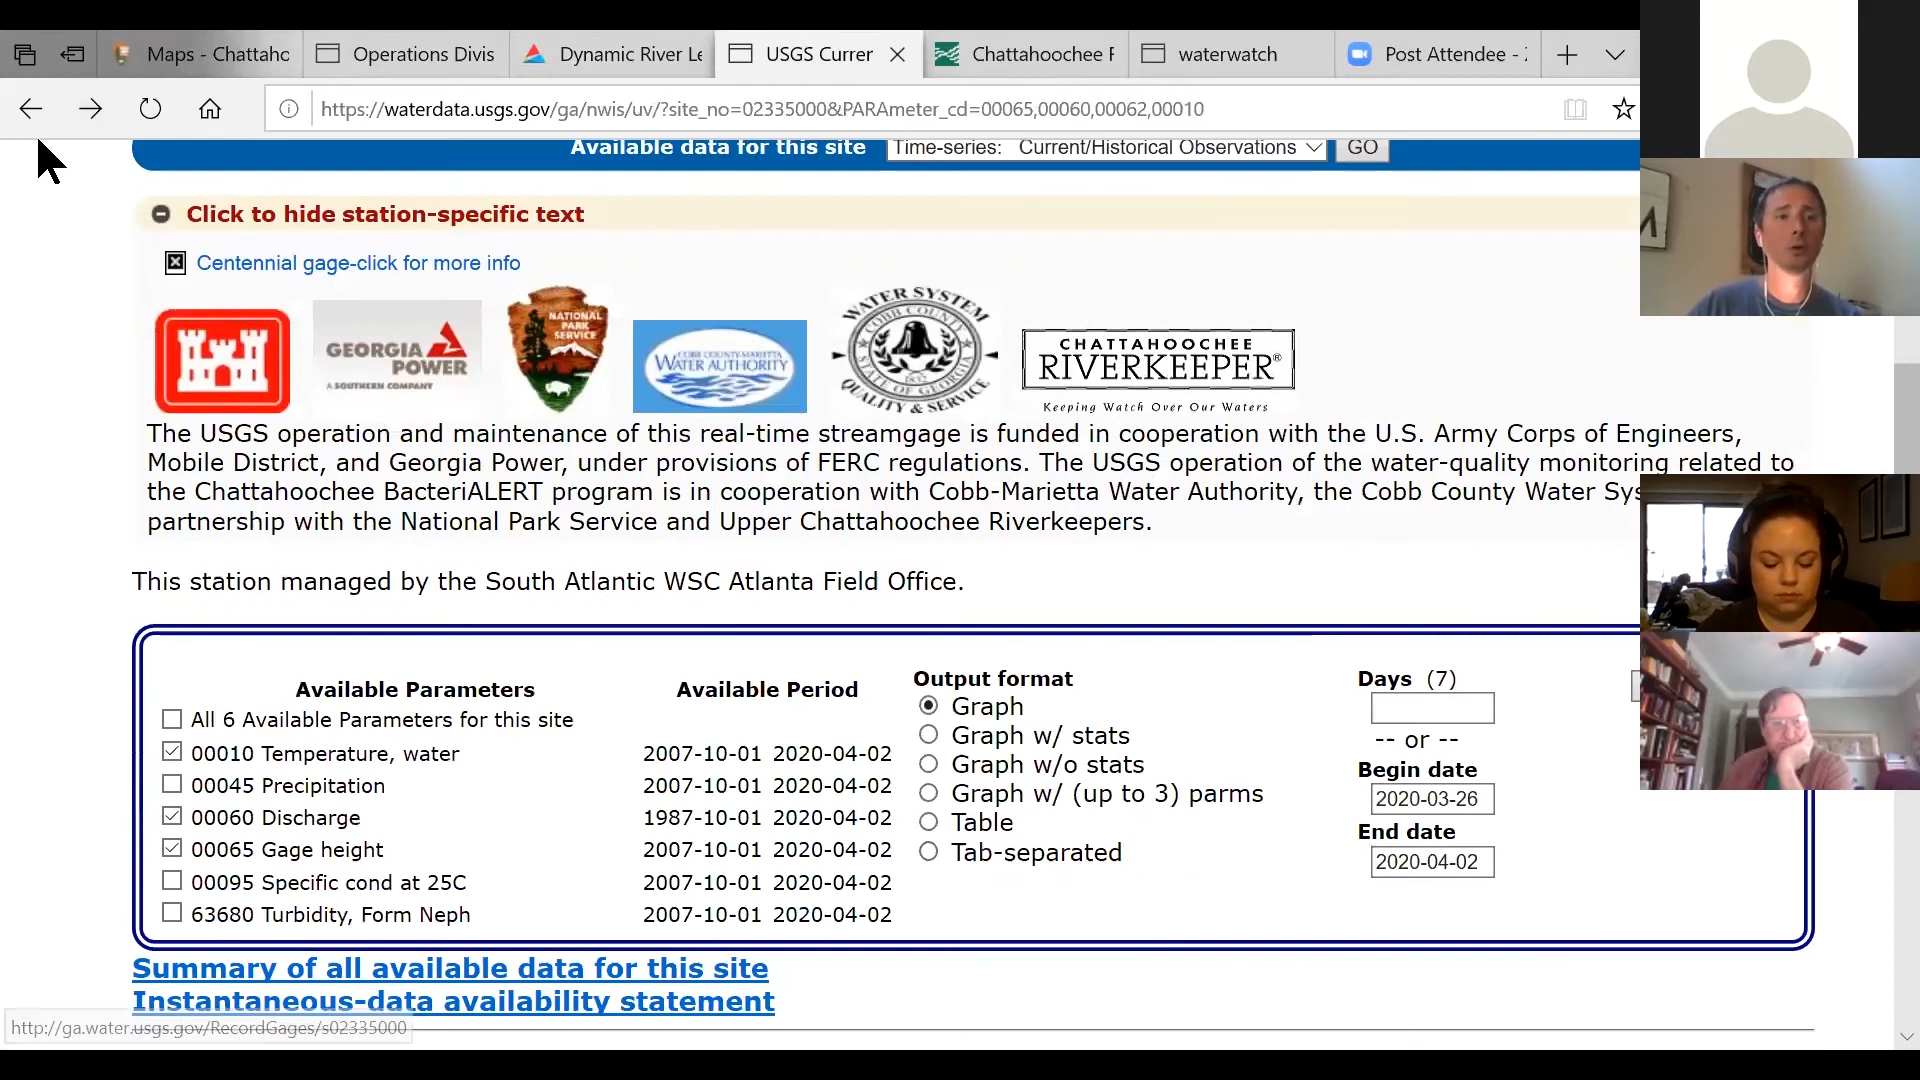 Maps - Chattaho
Operations Divis
Dynamic River Le
USGS Currer
Chattahoochee F
waterwatch
Post Attendee -
https://waterdata.usgs.gov/ga/nwis/uv/?site_no=02335000&PARAmeter_cd=00065,00060,00062,00010
Available data for this site Time-series: Current/Historical Observations GO
Click to hide station-specific text
Centennial gage-click for more info
GEORGIA POWER
A SOUTHERN COMPANY
NATIONAL PARK SERVICE
COBB COUNTY-MARIETTA
WATER AUTHORITY
WATER SYSTEM
COBB COUNTY
STATE OF GEORGIA
1832
QUALITY & SERVICE
CHATTAHOOCHEE
RIVERKEEPER®
Keeping Watch Over Our Waters
The USGS operation and maintenance of this real-time streamgage is funded in cooperation with the U.S. Army Corps of Engineers,
Mobile District, and Georgia Power, under provisions of FERC regulations. The USGS operation of the water-quality monitoring related to
the Chattahoochee BacteriALERT program is in cooperation with Cobb-Marietta Water Authority, the Cobb County Water Sys
partnership with the National Park Service and Upper Chattahoochee Riverkeepers.
This station managed by the South Atlantic WSC Atlanta Field Office.
Available Parameters Available Period
All 6 Available Parameters for this site
00010 Temperature, water 2007-10-01 2020-04-02
00045 Precipitation 2007-10-01 2020-04-02
00060 Discharge 1987-10-01 2020-04-02
00065 Gage height 2007-10-01 2020-04-02
00095 Specific cond at 25C 2007-10-01 2020-04-02
63680 Turbidity, Form Neph 2007-10-01 2020-04-02
Output format
Graph
Graph w/ stats
Graph w/o stats
Graph w/ (up to 3) parms
Table
Tab-separated
Days (7)
-- or --
Begin date
2020-03-26
End date
2020-04-02
Summary of all available data for this site
Instantaneous-data availability statement
http://ga.water.usgs.gov/RecordGages/s02335000